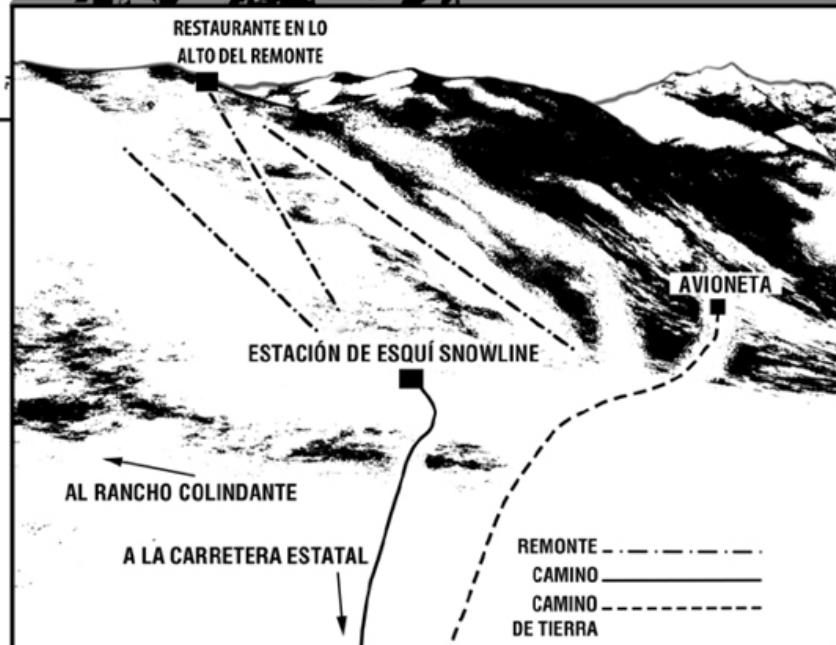 RESTAURANTE EN LO
ALTO DEL REMONTE
AVIONETA
ESTACIÓN DE ESQUÍ SNOWLINE
AL RANCHO COLINDANTE
A LA CARRETERA ESTATAL
REMONTE
CAMINO
CAMINO
DE TIERRA